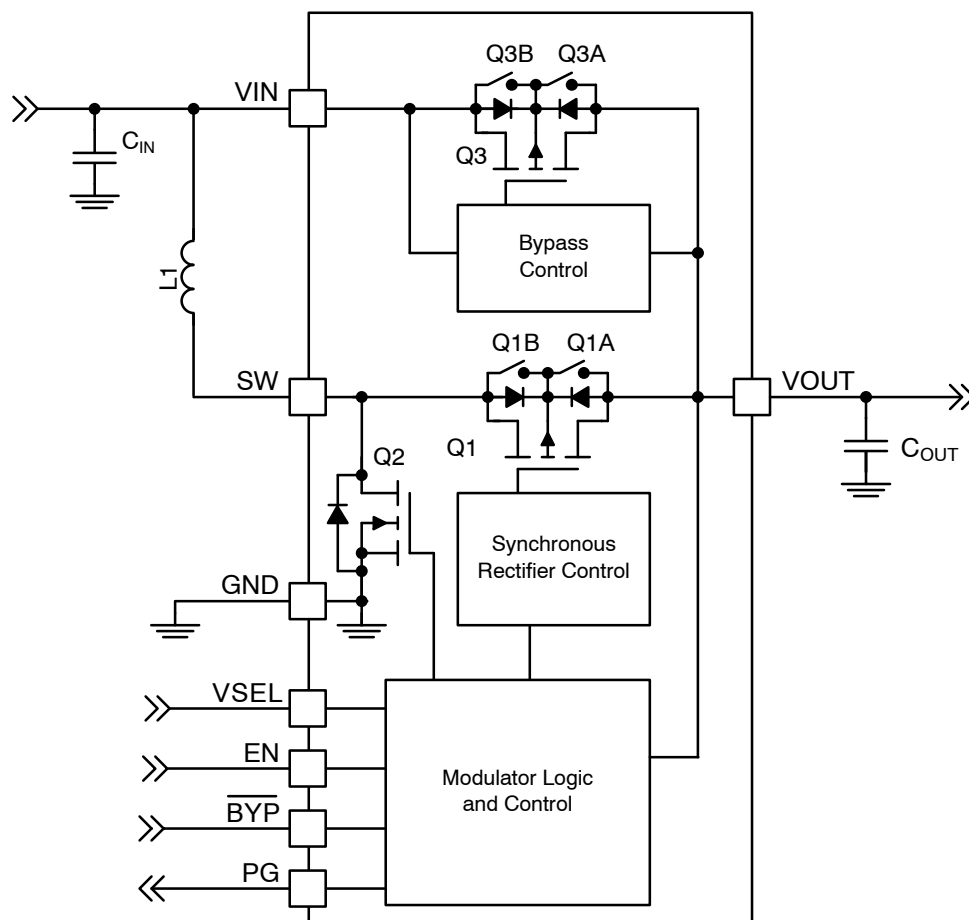 Q3B Q3A
VIN
CIN
Q3
Bypass
Control
L1
Q1B Q1A
SW
VOUT
Q1
Q2
COUT
Synchronous
Rectifier Control
GND
VSEL
EN
Modulator Logic
and Control
BYP
PG